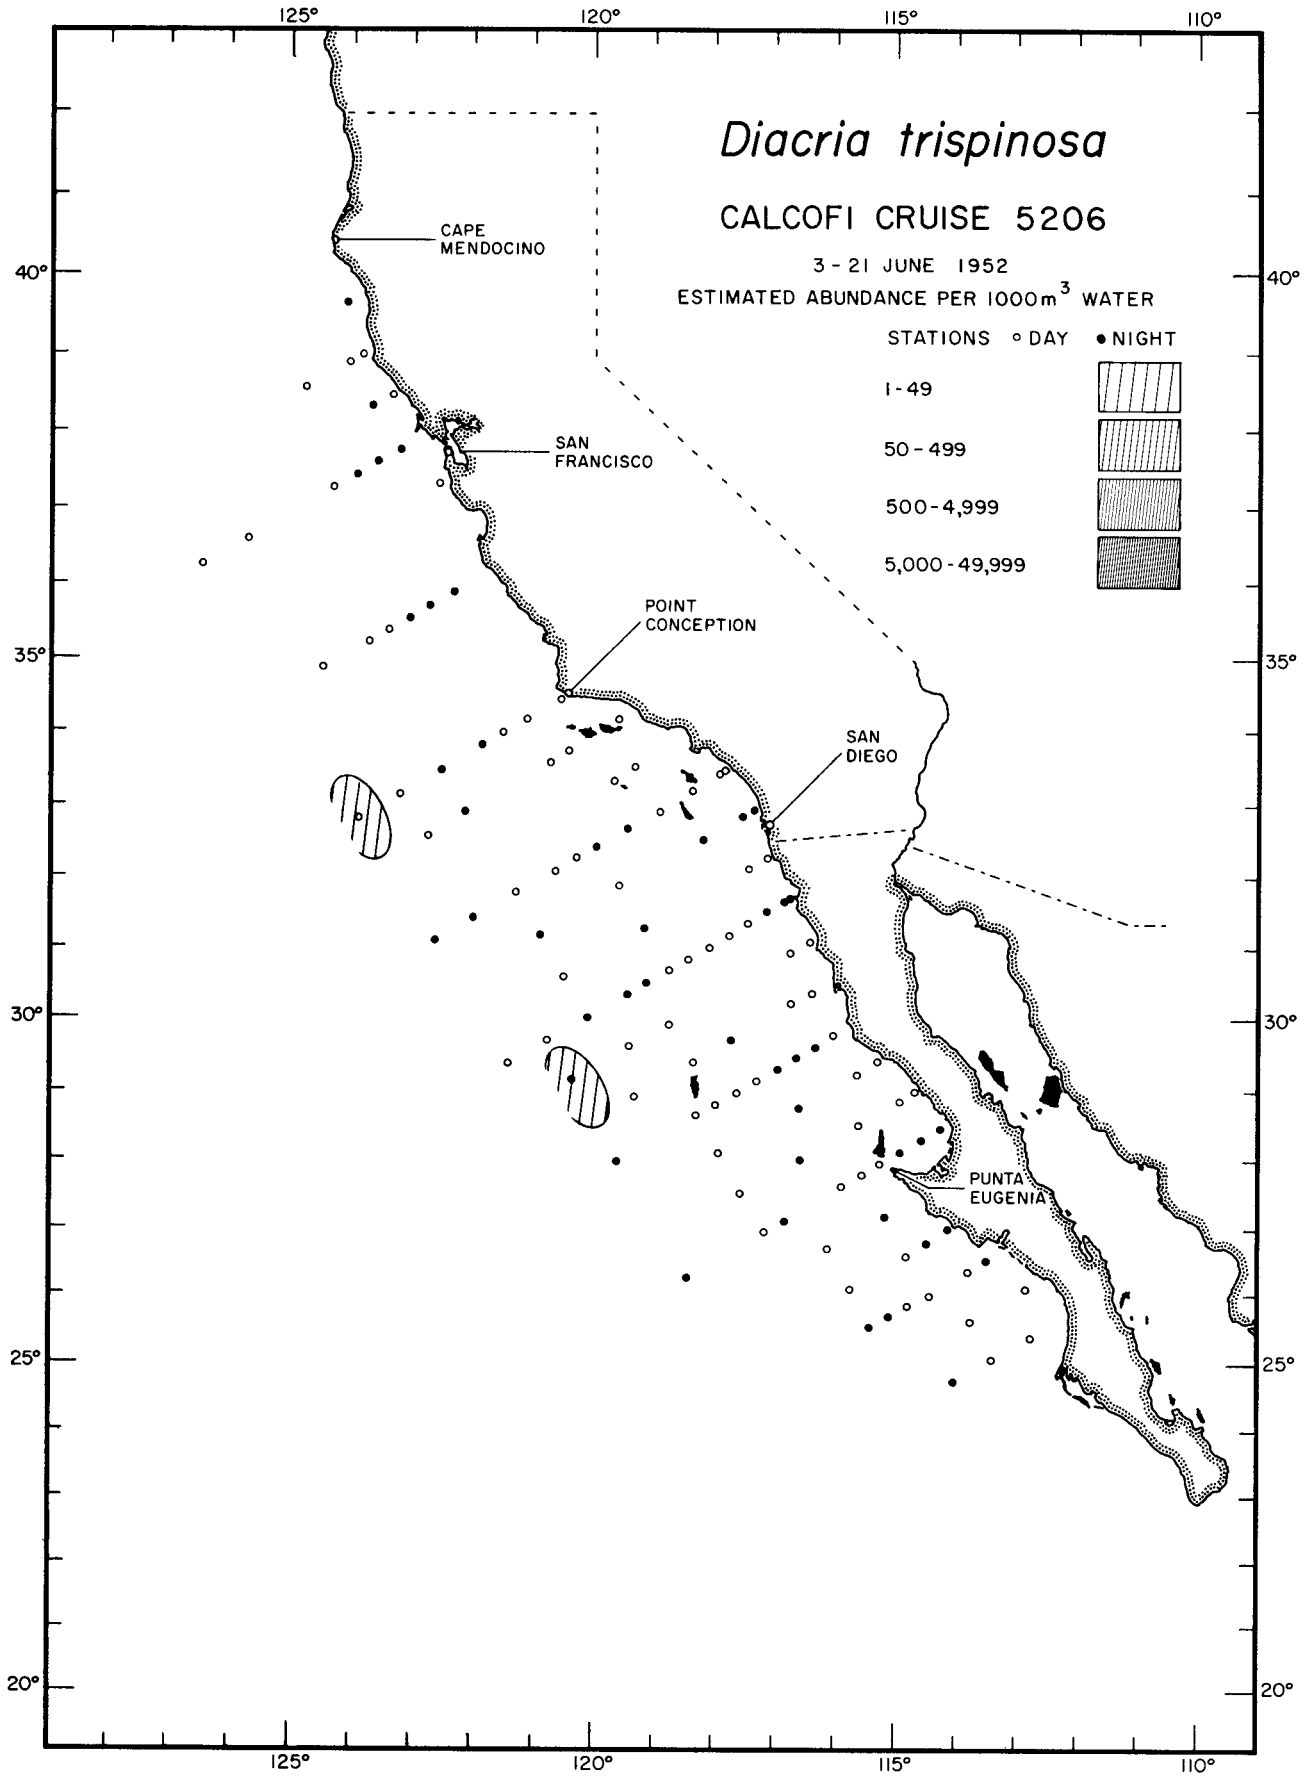 125°
120°
115°
110°
Diacria trispinosa
CALCOFI CRUISE 5206
3-21 JUNE 1952
ESTIMATED ABUNDANCE PER 1000m³ WATER
STATIONS ○ DAY ● NIGHT
1-49
50-499
500-4,999
5,000-49,999
CAPE
MENDOCINO
40°
40°
SAN
FRANCISCO
POINT
CONCEPTION
35°
35°
SAN
DIEGO
30°
30°
PUNTA
EUGENIA
25°
25°
20°
20°
125°
120°
115°
110°